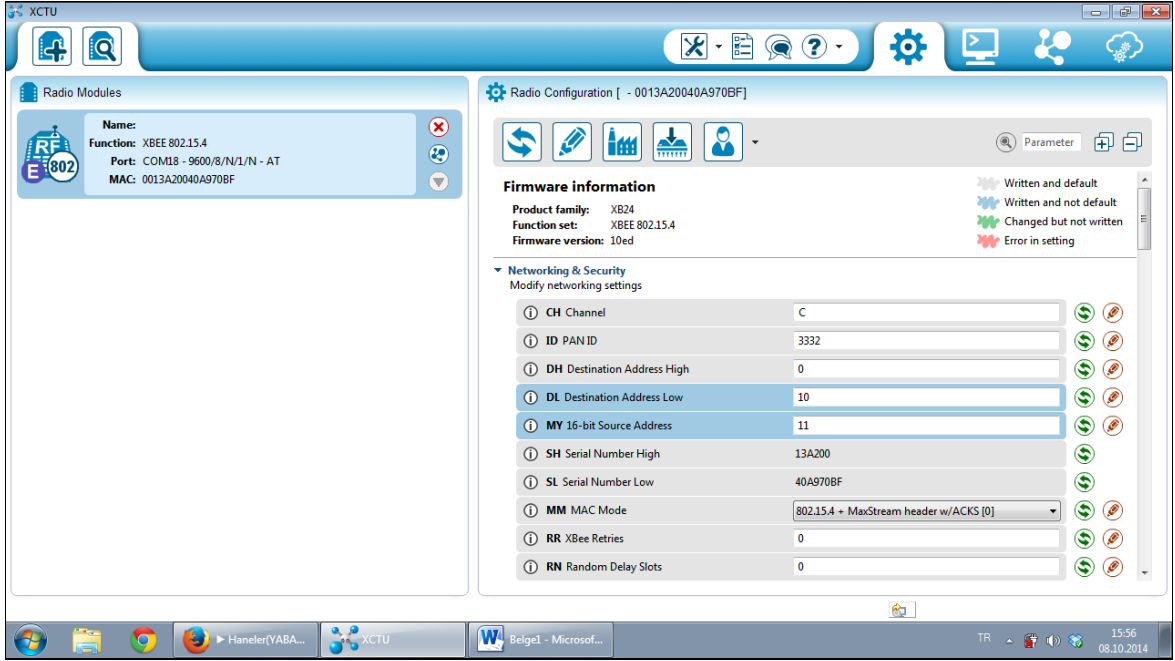 XCTU
Radio Modules
Name:
Function: XBEE 802.15.4
Port: COM18 - 9600/8/N/1/N - AT
MAC: 0013A20040A970BF
RF
802
E
Radio Configuration [ - 0013A20040A970BF]
Parameter
Firmware information
Product family: XB24
Function set: XBEE 802.15.4
Firmware version: 10ed
Written and default
Written and not default
Changed but not written
Error in setting
Networking & Security
Modify networking settings
CH Channel C
ID PAN ID 3332
DH Destination Address High 0
DL Destination Address Low 10
MY 16-bit Source Address 11
SH Serial Number High 13A200
SL Serial Number Low 40A970BF
MM MAC Mode 802.15.4 + MaxStream header w/ACKS [0]
RR XBee Retries 0
RN Random Delay Slots 0
Haneler(YABA...
XCTU
Belge1 - Microsof...
TR
15:56
08.10.2014